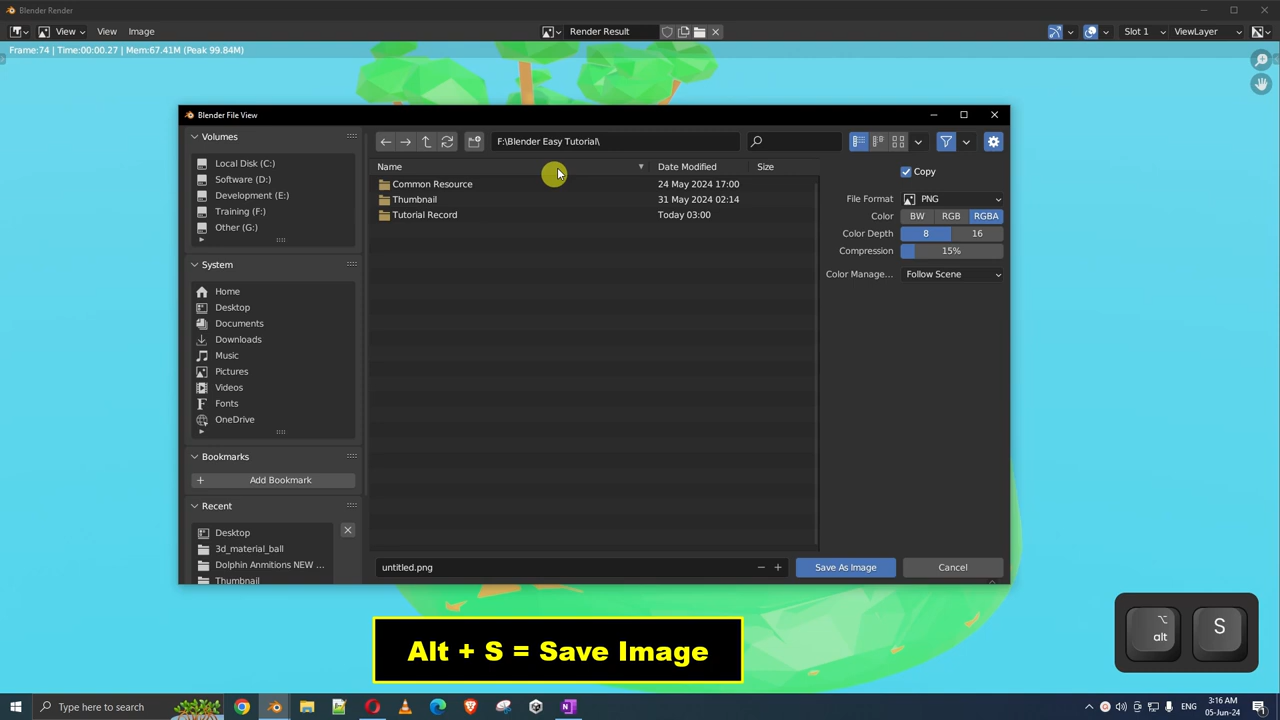 Blender Render
View
View
Image
Render Result
Slot 1
ViewLayer
Frame:74 | Time:00:00.27 | Mem:67.41M (Peak 99.84M)
Blender File View
Volumes
Local Disk (C:)
Software (D:)
Development (E:)
Training (F:)
Other (G:)
System
Home
Desktop
Documents
Downloads
Music
Pictures
Videos
Fonts
OneDrive
Bookmarks
Add Bookmark
Recent
Desktop
3d_material_ball
Dolphin Anmitions NEW ...
Thumbnail
F:\Blender Easy Tutorial\
Name
Date Modified
Size
Common Resource
24 May 2024 17:00
Thumbnail
31 May 2024 02:14
Tutorial Record
Today 03:00
Copy
File Format
PNG
Color
BW
RGB
RGBA
Color Depth
8
16
Compression
15%
Color Manage...
Follow Scene
untitled.png
Save As Image
Cancel
Alt + S = Save Image
alt
S
Type here to search
3:16 AM
05-Jun-24